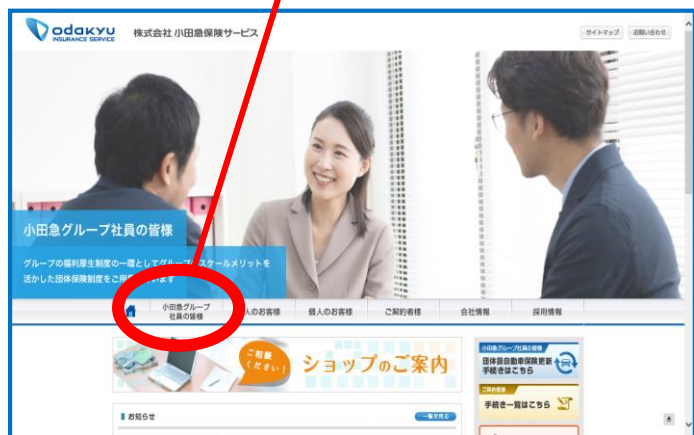 odakyu
INSURANCE SERVICE
株式会社 小田急保険サービス
サイトマップ
お問い合わせ
小田急グループ社員の皆様
グループの福利厚生制度の一環としてグループ スケールメリットを
活かした団体保険制度をご用 います
小田急グループ
社員の皆様
人のお客様
個人のお客様
ご契約者様
会社情報
採用情報
ご相談
ください!
ショップのご案内
小田急グループ社員の皆様
団体扱自動車保険更新
手続きはこちら
ご契約者様
手続き一覧はこちら
お知らせ
一覧を見る